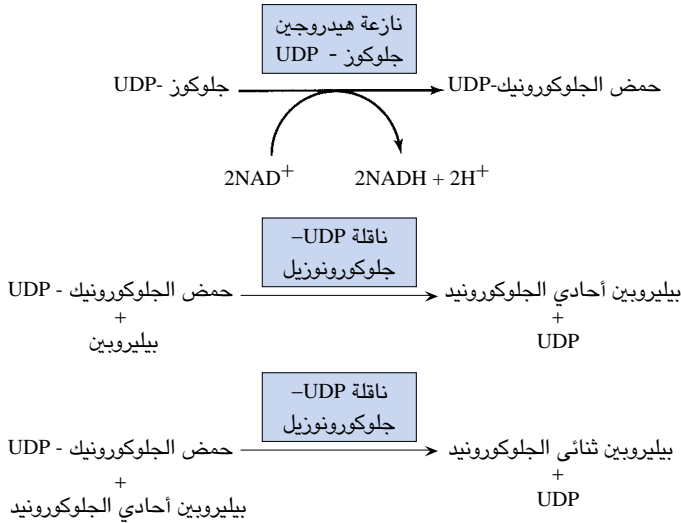 نازعة هيدروجين
جلوكوز - UDP
جلوكوز -UDP
حمض الجلوكورونيك-UDP
2NAD+
2NADH + 2H+
ناقلة UDP–
جلوكورونوزيل
حمض الجلوكورونيك - UDP
+
بيليروبين
بيليروبين أحادي الجلوكورونيد
+
UDP
ناقلة UDP–
جلوكورونوزيل
حمض الجلوكورونيك - UDP
+
بيليروبين أحادي الجلوكورونيد
بيليروبين ثنائى الجلوكورونيد
+
UDP